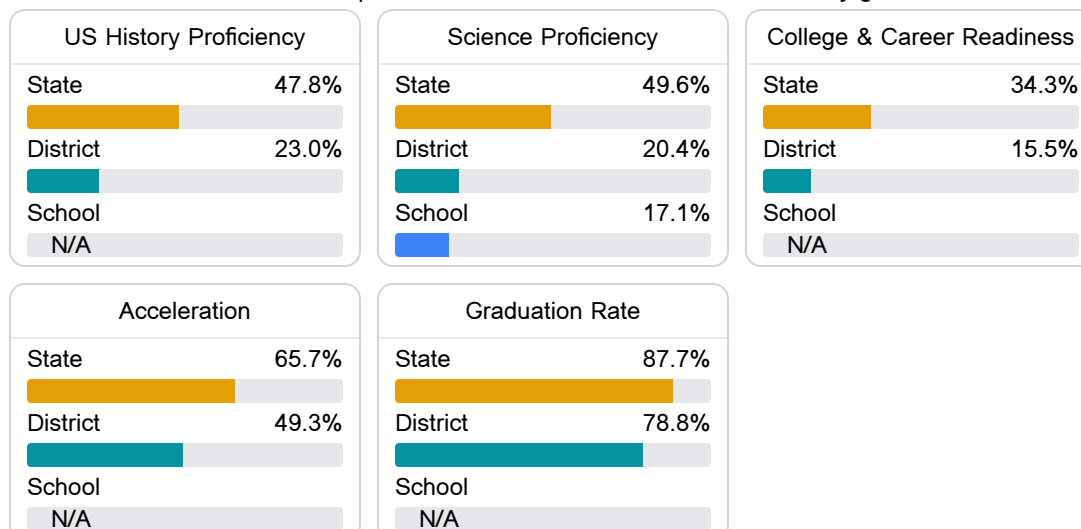 US History Proficiency
State 47.8%
District 23.0%
School
N/A
Science Proficiency
State 49.6%
District 20.4%
School 17.1%
College & Career Readiness
State 34.3%
District 15.5%
School
N/A
Acceleration
State 65.7%
District 49.3%
School
N/A
Graduation Rate
State 87.7%
District 78.8%
School
N/A